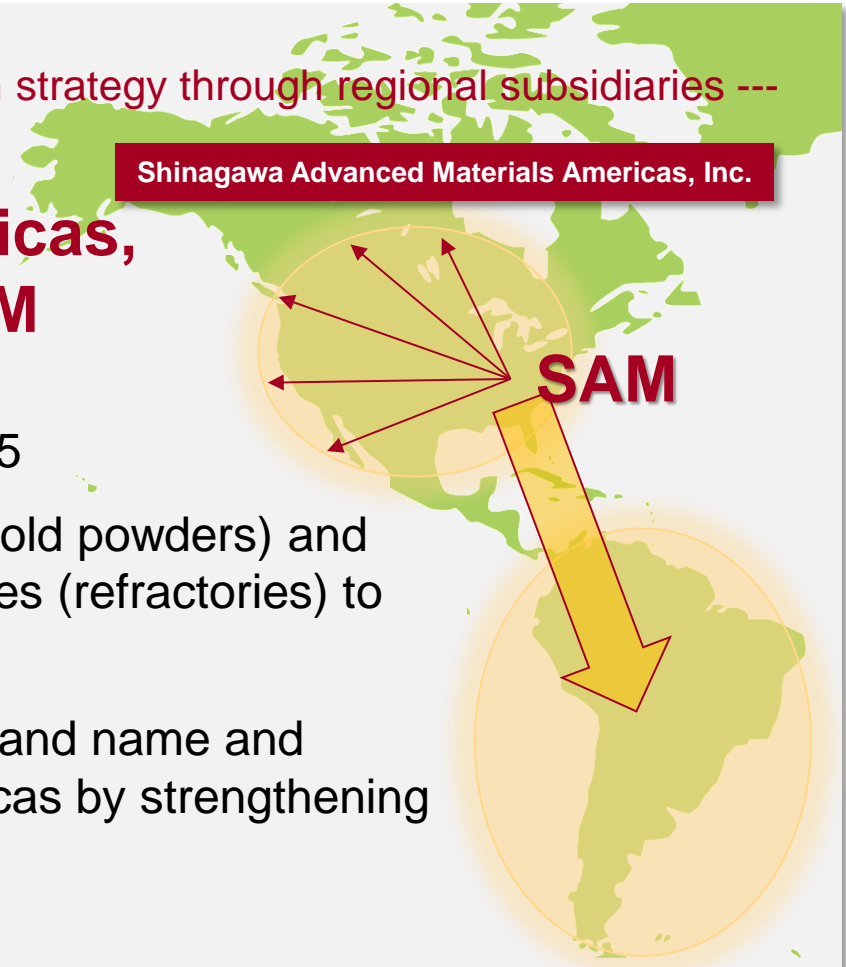 strategy through regional subsidiaries ---
Shinagawa Advanced Materials Americas, Inc.
icas,
M
SAM
5
old powders) and
es (refractories) to
and name and
cas by strengthening